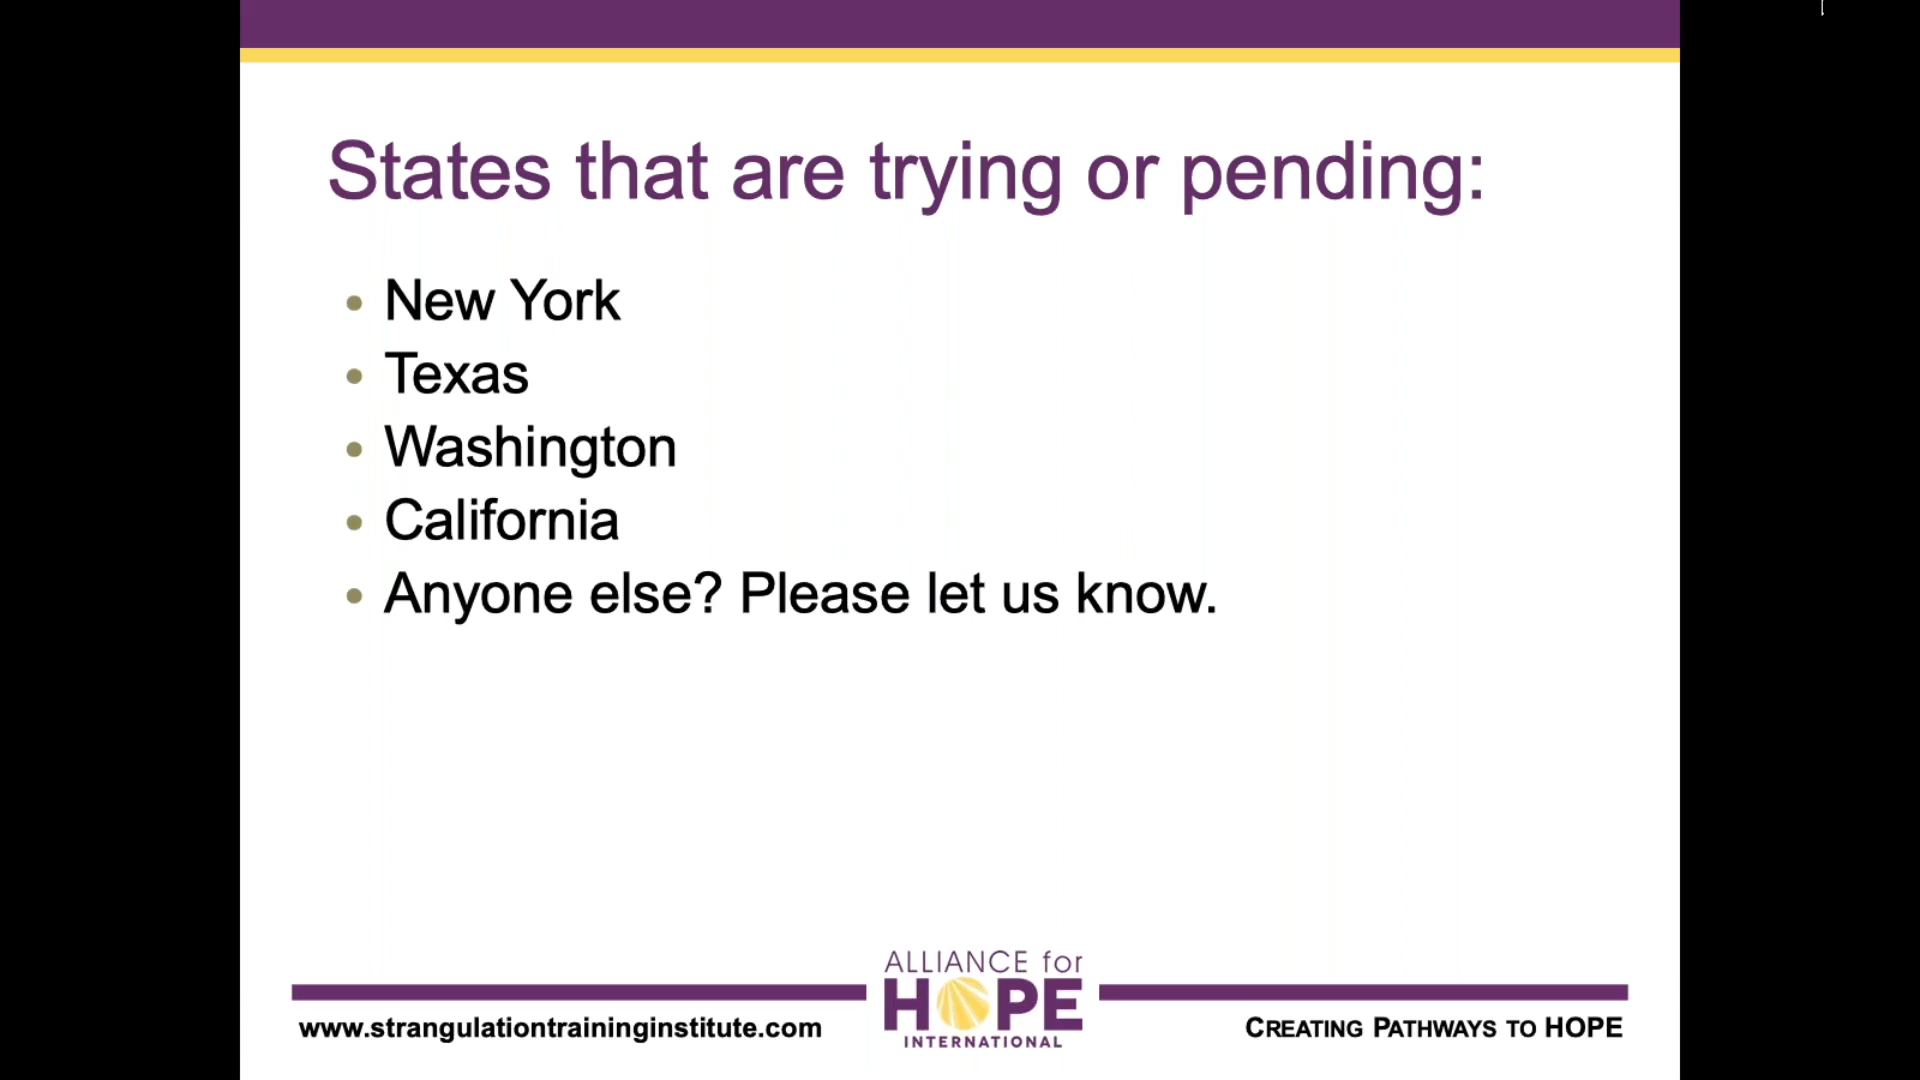 States that are trying or pending:
• New York
• Texas
• Washington
• California
• Anyone else? Please let us know.
ALLIANCE for
HOPE
INTERNATIONAL
www.strangulationtraininginstitute.com
CREATING PATHWAYS TO HOPE